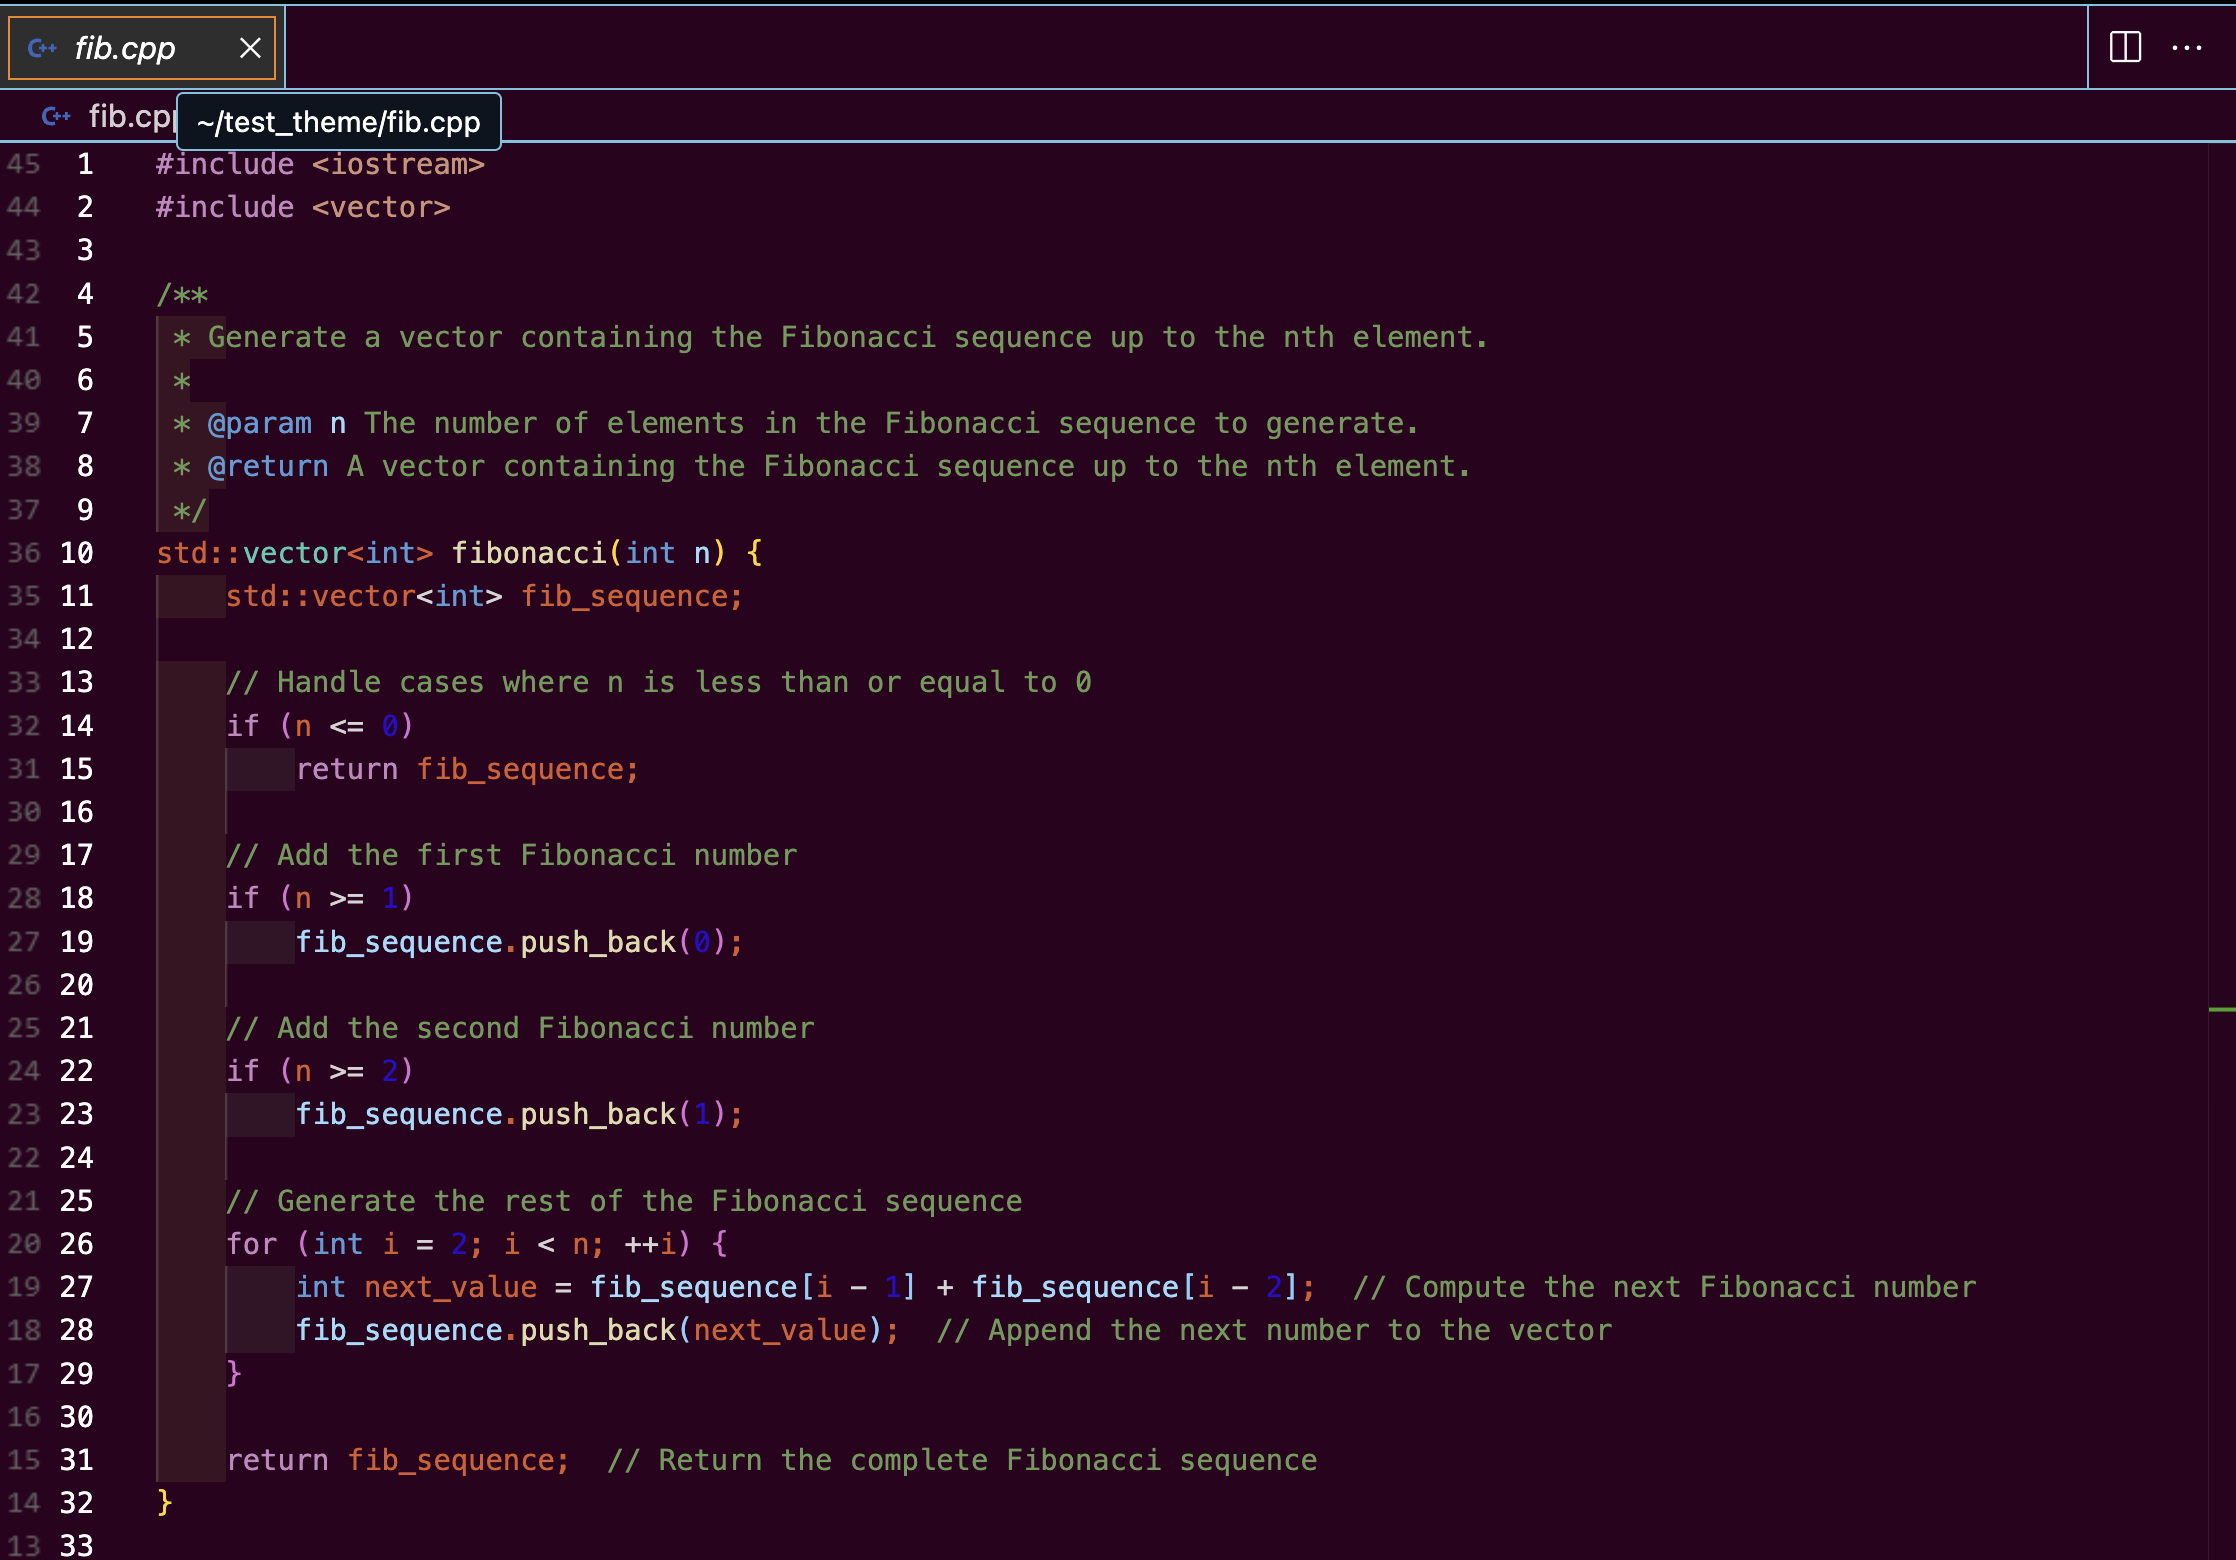 C++ fib.cpp
C++ fib.cpp
~/test_theme/fib.cpp
45 1 #include <iostream>
44 2 #include <vector>
43 3
42 4 /**
41 5  * Generate a vector containing the Fibonacci sequence up to the nth element.
40 6  *
39 7  * @param n The number of elements in the Fibonacci sequence to generate.
38 8  * @return A vector containing the Fibonacci sequence up to the nth element.
37 9  */
36 10 std::vector<int> fibonacci(int n) {
35 11     std::vector<int> fib_sequence;
34 12
33 13     // Handle cases where n is less than or equal to 0
32 14     if (n <= 0)
31 15         return fib_sequence;
30 16
29 17     // Add the first Fibonacci number
28 18     if (n >= 1)
27 19         fib_sequence.push_back(0);
26 20
25 21     // Add the second Fibonacci number
24 22     if (n >= 2)
23 23         fib_sequence.push_back(1);
22 24
21 25     // Generate the rest of the Fibonacci sequence
20 26     for (int i = 2; i < n; ++i) {
19 27         int next_value = fib_sequence[i - 1] + fib_sequence[i - 2];  // Compute the next Fibonacci number
18 28         fib_sequence.push_back(next_value);  // Append the next number to the vector
17 29     }
16 30
15 31     return fib_sequence;  // Return the complete Fibonacci sequence
14 32 }
13 33